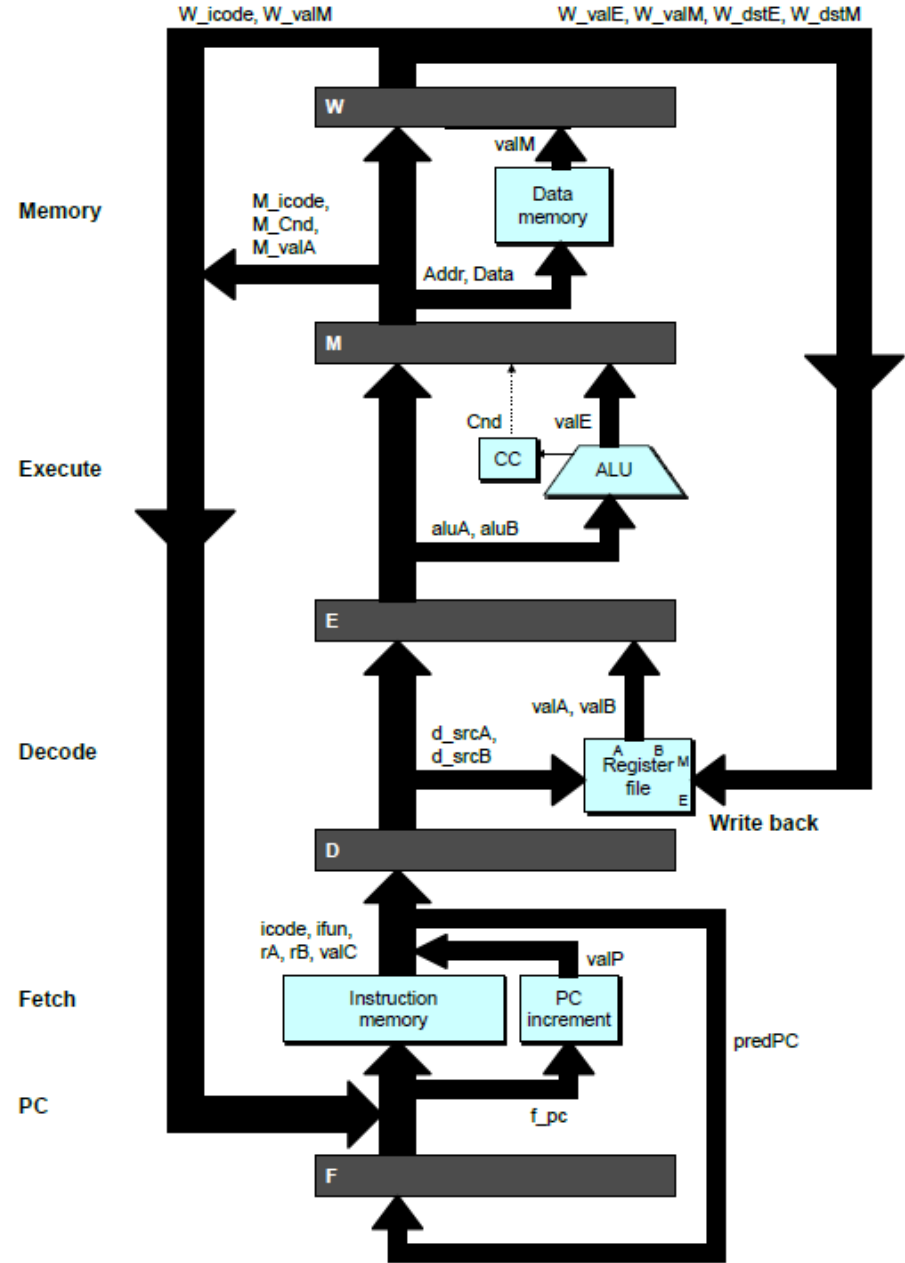 W_icode, W_valM
W_valE, W_valM, W_dstE, W_dstM
W
valM
Data
memory
Memory
M_icode,
M_Cnd,
M_valA
Addr, Data
M
Cnd
valE
CC
ALU
Execute
aluA, aluB
E
valA, valB
d_srcA,
d_srcB
Decode
A B
Register M
file
E
Write back
D
icode, ifun,
rA, rB, valC
valP
Fetch
Instruction
memory
PC
increment
predPC
PC
f_pc
F